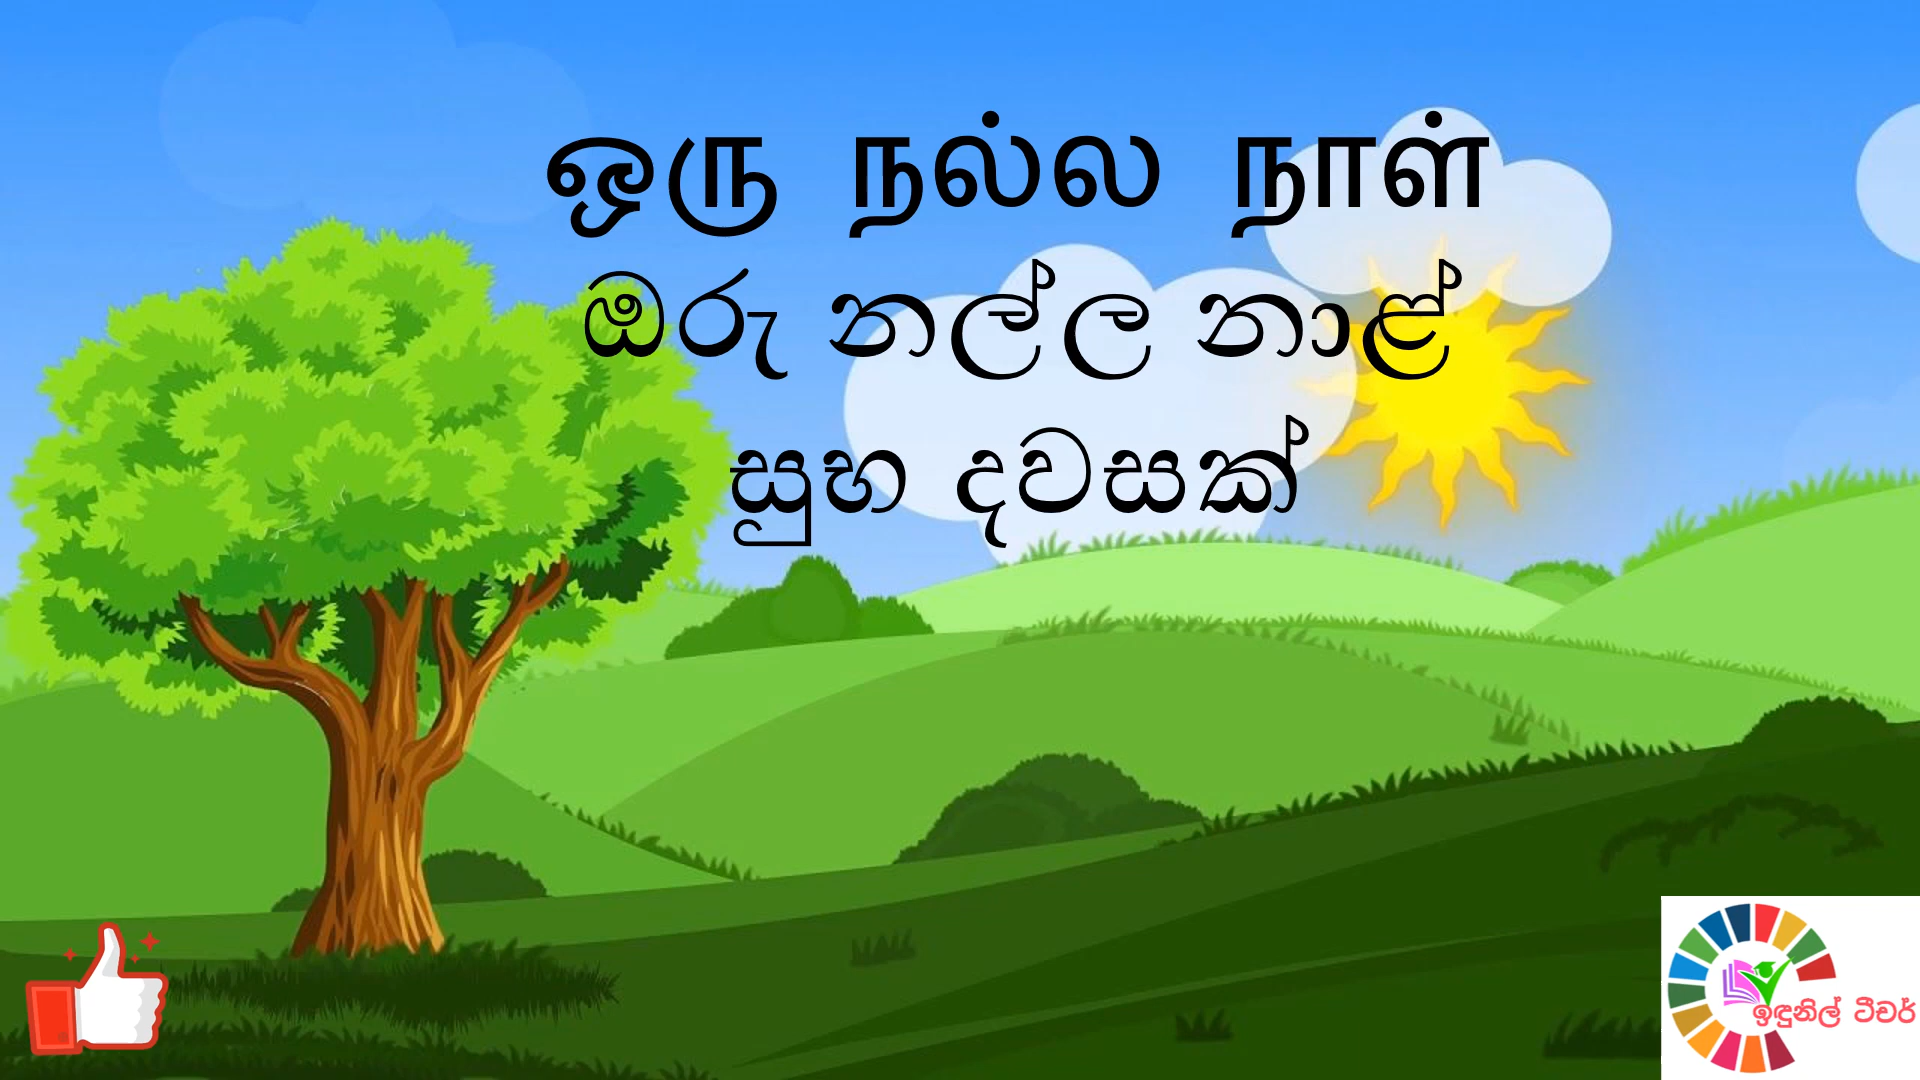 ஒரு நல்ல நாள்
ඔරු නල්ල නාළ්
සුභ දවසක්
ඉඳුනිල් ටීචර්